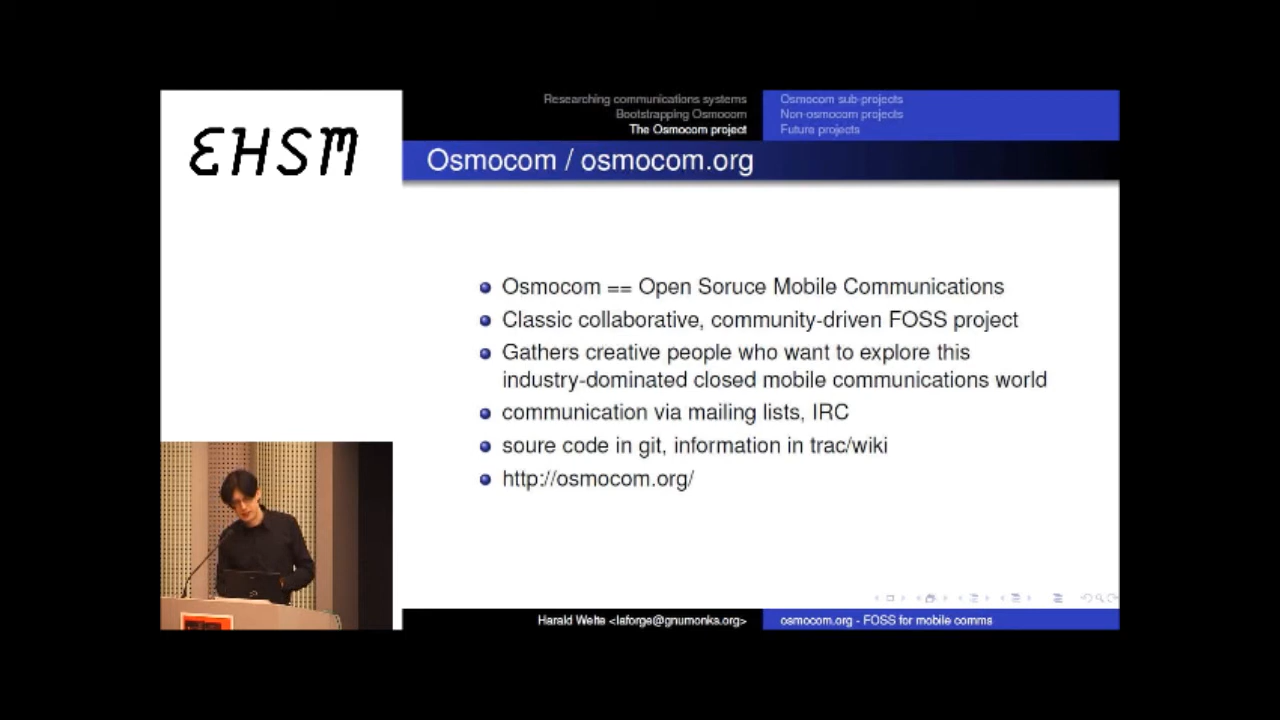 EHSM
Researching communications systems
Bootstrapping Osmocom
The Osmocom project
Osmocom sub-projects
Non-osmocom projects
Future projects
Osmocom / osmocom.org
Osmocom == Open Soruce Mobile Communications
Classic collaborative, community-driven FOSS project
Gathers creative people who want to explore this
industry-dominated closed mobile communications world
communication via mailing lists, IRC
soure code in git, information in trac/wiki
http://osmocom.org/
Harald Welte <laforge@gnumonks.org>
osmocom.org - FOSS for mobile comms